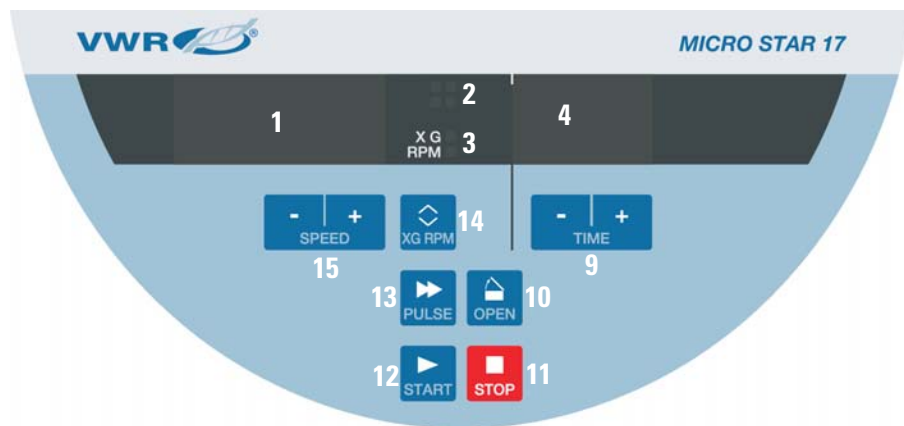 VWR®
MICRO STAR 17
1
2
4
X G
RPM
3
- +
SPEED
XG RPM
14
- +
TIME
15
9
13
PULSE
OPEN
10
12
START
STOP
11